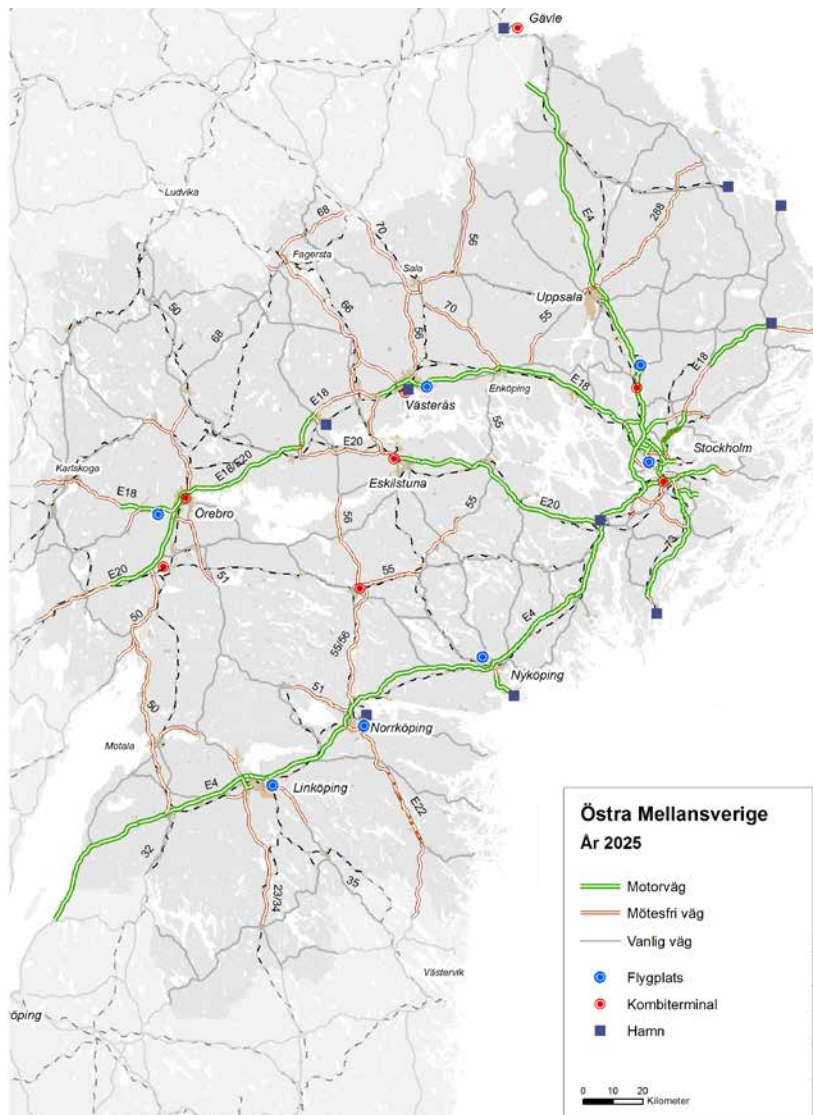 Gävle
Ludvika
68
70
56
288
E4
Fagersta
Sala
Uppsala
50
68
66
70
55
56
E18
E18
Enköping
E18
Västerås
55
Stockholm
Karlskoga
E18/E20
E20
Eskilstuna
E18
Örebro
56
55
E20
73
E20
51
55
E4
50
55/56
Nyköping
51
50
Norrköping
Motala
E4
Linköping
E22
32
23/34
35
Västervik
öping
Östra Mellansverige
År 2025
Motorväg
Mötesfri väg
Vanlig väg
Flygplats
Kombiterminal
Hamn
0 10 20
Kilometer